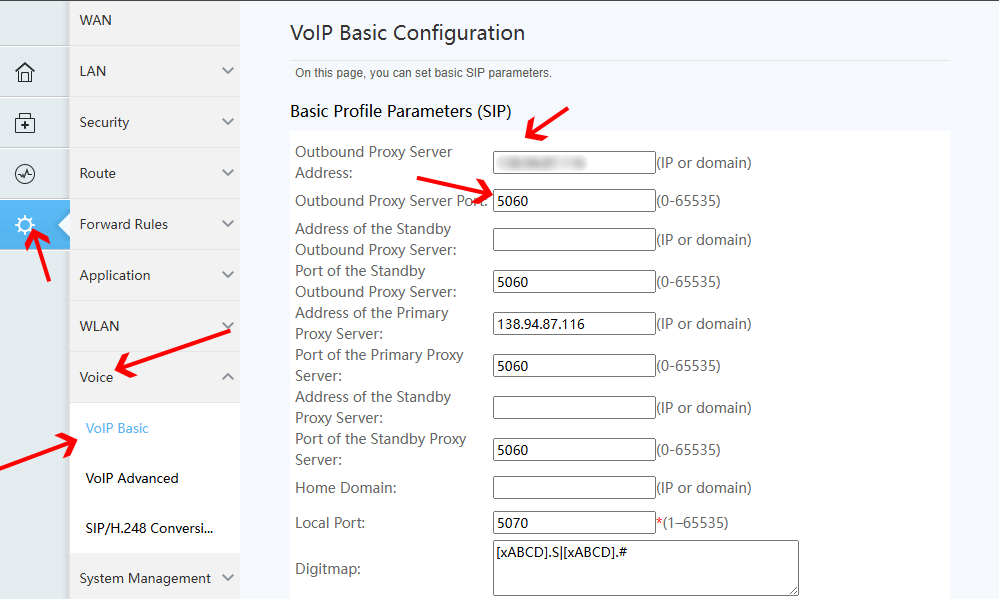 WAN
LAN
Security
Route
Forward Rules
Application
WLAN
Voice
VoIP Basic
VoIP Advanced
SIP/H.248 Conversi...
System Management
VoIP Basic Configuration
On this page, you can set basic SIP parameters.
Basic Profile Parameters (SIP)
Outbound Proxy Server
Address:
(IP or domain)
Outbound Proxy Server Port: 5060 (0-65535)
Address of the Standby
Outbound Proxy Server:
(IP or domain)
Port of the Standby
Outbound Proxy Server:
5060 (0-65535)
Address of the Primary
Proxy Server:
138.94.87.116 (IP or domain)
Port of the Primary Proxy
Server:
5060 (0-65535)
Address of the Standby
Proxy Server:
(IP or domain)
Port of the Standby Proxy
Server:
5060 (0-65535)
Home Domain: (IP or domain)
Local Port: 5070 *(1–65535)
Digitmap: [xABCD].S|[xABCD].#